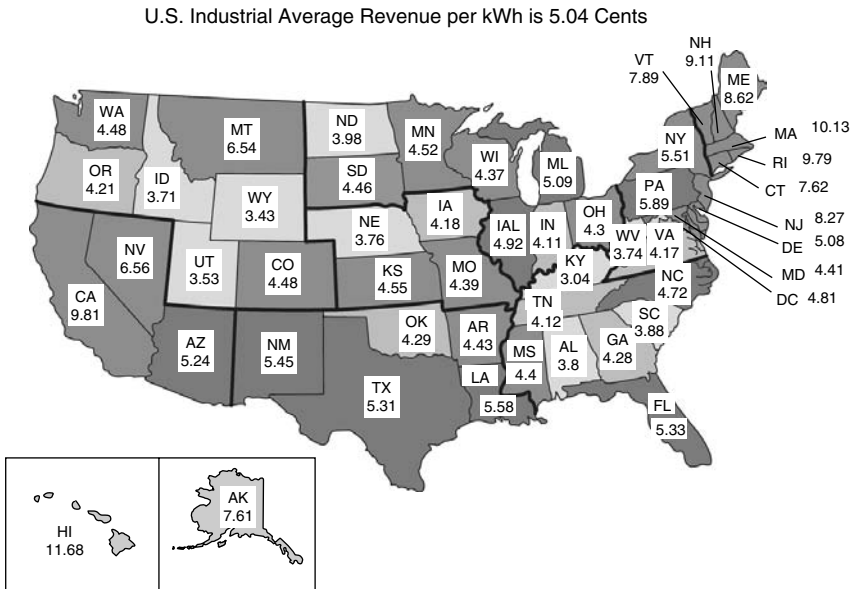 U.S. Industrial Average Revenue per kWh is 5.04 Cents
NH
9.11
VT
7.89
ME
8.62
WA
4.48
MT
6.54
ND
3.98
MN
4.52
NY
5.51
MA 10.13
OR
4.21
ID
3.71
SD
4.46
WI
4.37
ML
5.09
RI 9.79
WY
3.43
PA
5.89
CT 7.62
IA
4.18
NE
3.76
IAL
4.92
IN
4.11
OH
4.3
NJ 8.27
WV
3.74
VA
4.17
DE 5.08
NV
6.56
UT
3.53
CO
4.48
KS
4.55
MO
4.39
KY
3.04
MD 4.41
NC
4.72
DC 4.81
CA
9.81
TN
4.12
SC
3.88
AZ
5.24
NM
5.45
OK
4.29
AR
4.43
MS
4.4
AL
3.8
GA
4.28
TX
5.31
LA
5.58
FL
5.33
HI
11.68
AK
7.61